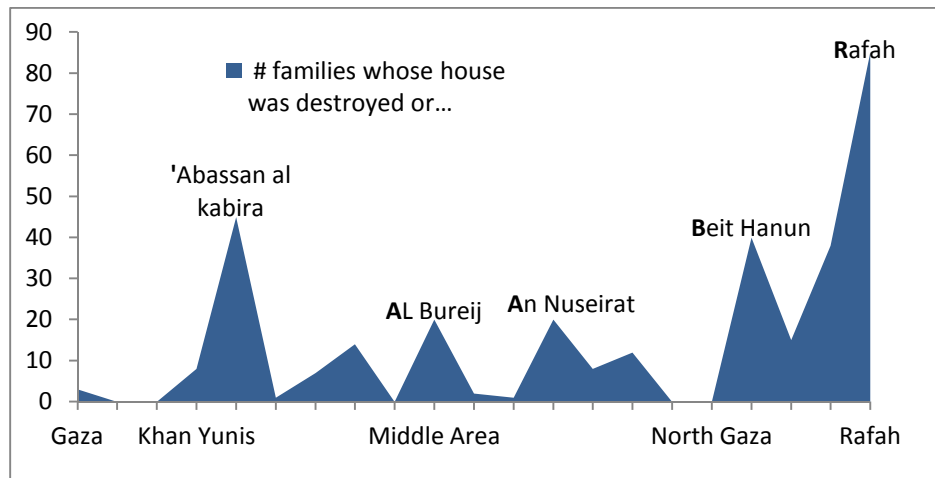 90
80
70
60
50
40
30
20
10
0
# families whose house
was destroyed or…
'Abassan al
kabira
AL Bureij
An Nuseirat
Beit Hanun
Rafah
Gaza
Khan Yunis
Middle Area
North Gaza
Rafah